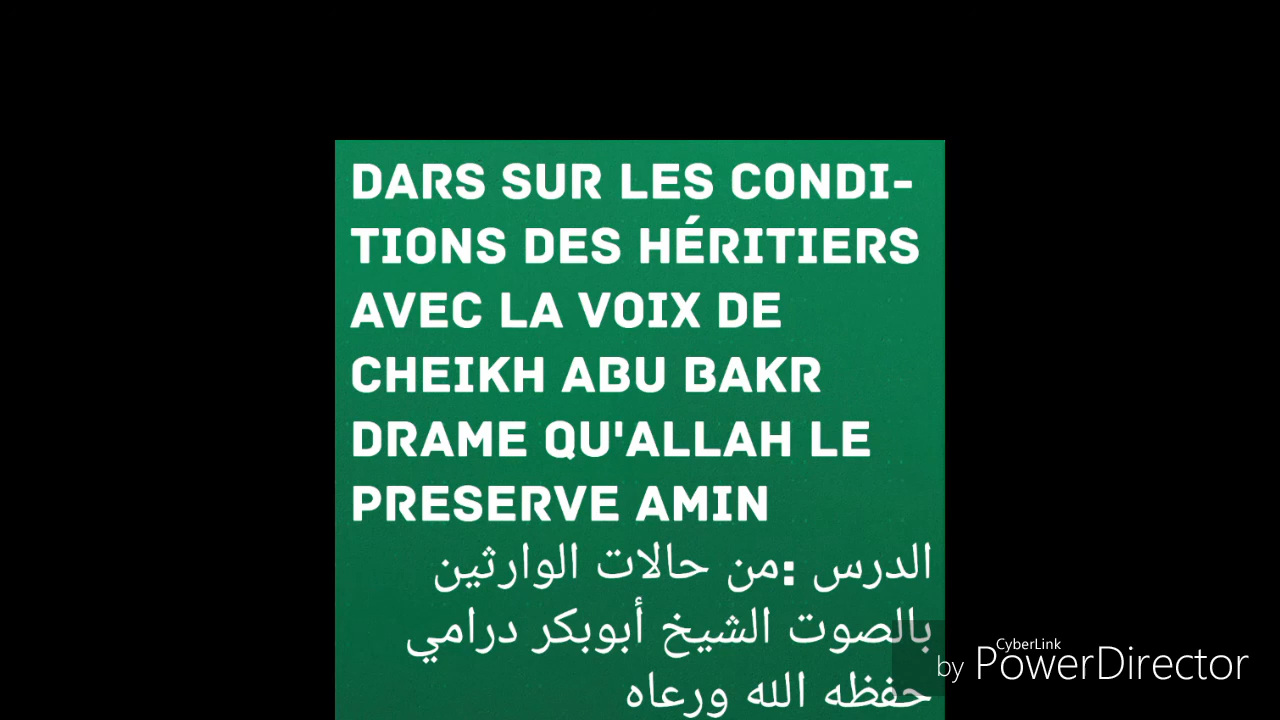 DARS SUR LES CONDI-
TIONS DES HÉRITIERS
AVEC LA VOIX DE
CHEIKH ABU BAKR
DRAME QU'ALLAH LE
PRESERVE AMIN
الدرس :من حالات الوارثين
بالصوت الشيخ أبوبكر درامي
حفظه الله ورعاه
CyberLink
by PowerDirector